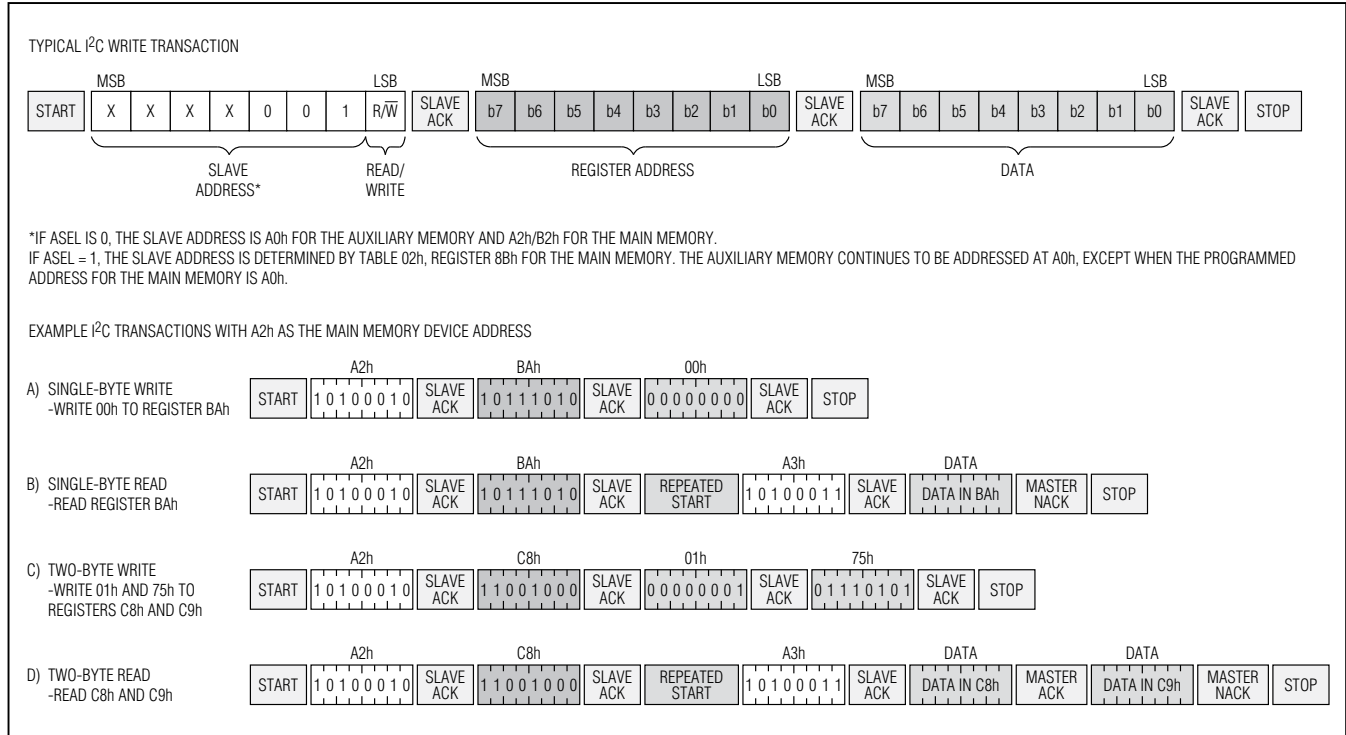 TYPICAL I2C WRITE TRANSACTION
MSB LSB MSB LSB MSB LSB
START X X X X 0 0 1 R/W̅ SLAVE ACK b7 b6 b5 b4 b3 b2 b1 b0 SLAVE ACK b7 b6 b5 b4 b3 b2 b1 b0 SLAVE ACK STOP
SLAVE ADDRESS* READ/WRITE REGISTER ADDRESS DATA
*IF ASEL IS 0, THE SLAVE ADDRESS IS A0h FOR THE AUXILIARY MEMORY AND A2h/B2h FOR THE MAIN MEMORY.
IF ASEL = 1, THE SLAVE ADDRESS IS DETERMINED BY TABLE 02h, REGISTER 8Bh FOR THE MAIN MEMORY. THE AUXILIARY MEMORY CONTINUES TO BE ADDRESSED AT A0h, EXCEPT WHEN THE PROGRAMMED
ADDRESS FOR THE MAIN MEMORY IS A0h.
EXAMPLE I2C TRANSACTIONS WITH A2h AS THE MAIN MEMORY DEVICE ADDRESS
A2h BAh 00h
A) SINGLE-BYTE WRITE
-WRITE 00h TO REGISTER BAh
START 1 0 1 0 0 0 1 0 SLAVE ACK 1 0 1 1 1 0 1 0 SLAVE ACK 0 0 0 0 0 0 0 0 SLAVE ACK STOP
A2h BAh A3h DATA
B) SINGLE-BYTE READ
-READ REGISTER BAh
START 1 0 1 0 0 0 1 0 SLAVE ACK 1 0 1 1 1 0 1 0 SLAVE ACK REPEATED START 1 0 1 0 0 0 1 1 SLAVE ACK DATA IN BAh MASTER NACK STOP
A2h C8h 01h 75h
C) TWO-BYTE WRITE
-WRITE 01h AND 75h TO
REGISTERS C8h AND C9h
START 1 0 1 0 0 0 1 0 SLAVE ACK 1 1 0 0 1 0 0 0 SLAVE ACK 0 0 0 0 0 0 0 1 SLAVE ACK 0 1 1 1 0 1 0 1 SLAVE ACK STOP
A2h C8h A3h DATA DATA
D) TWO-BYTE READ
-READ C8h AND C9h
START 1 0 1 0 0 0 1 0 SLAVE ACK 1 1 0 0 1 0 0 0 SLAVE ACK REPEATED START 1 0 1 0 0 0 1 1 SLAVE ACK DATA IN C8h MASTER ACK DATA IN C9h MASTER NACK STOP